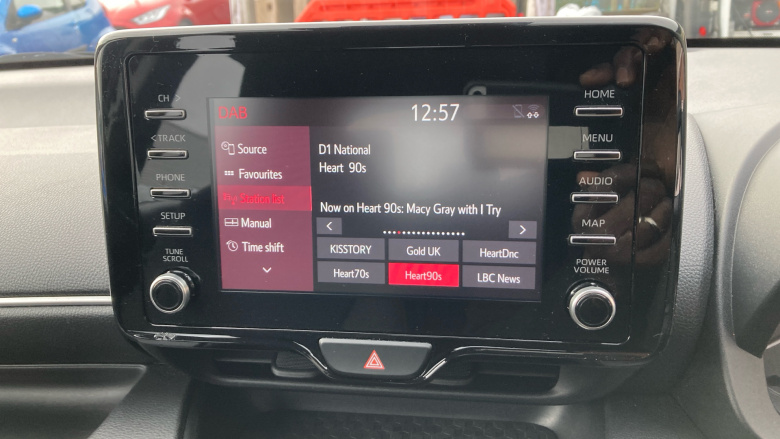 CH >
< TRACK
PHONE
SETUP
TUNE
SCROLL
DAB
12:57
Source
Favourites
Station list
Manual
Time shift
D1 National
Heart 90s
Now on Heart 90s: Macy Gray with I Try
< >
KISSTORY Gold UK HeartDnc
Heart70s Heart90s LBC News
HOME
MENU
AUDIO
MAP
POWER
VOLUME